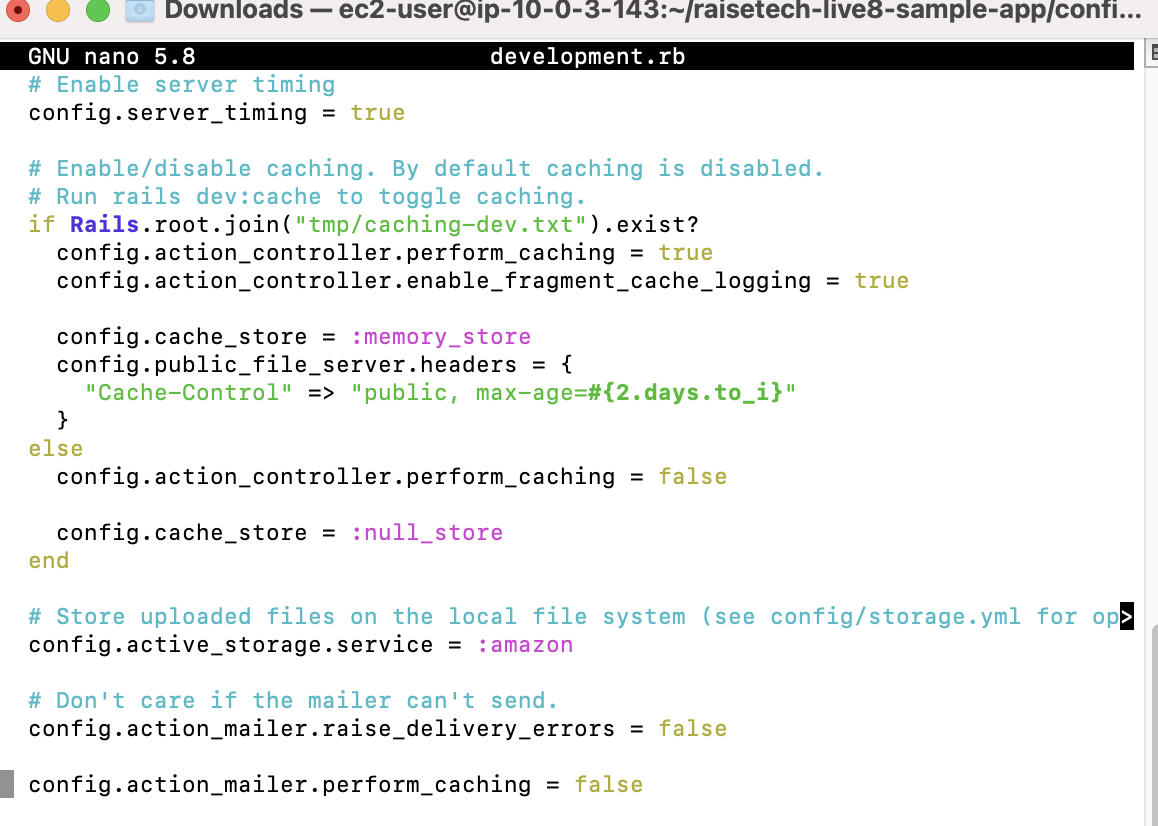 Downloads — ec2-user@ip-10-0-3-143:~/raisetech-live8-sample-app/confi...
GNU nano 5.8 development.rb
# Enable server timing
config.server_timing = true
# Enable/disable caching. By default caching is disabled.
# Run rails dev:cache to toggle caching.
if Rails.root.join("tmp/caching-dev.txt").exist?
config.action_controller.perform_caching = true
config.action_controller.enable_fragment_cache_logging = true
config.cache_store = :memory_store
config.public_file_server.headers = {
"Cache-Control" => "public, max-age=#{2.days.to_i}"
}
else
config.action_controller.perform_caching = false
config.cache_store = :null_store
end
# Store uploaded files on the local file system (see config/storage.yml for op>
config.active_storage.service = :amazon
# Don't care if the mailer can't send.
config.action_mailer.raise_delivery_errors = false
config.action_mailer.perform_caching = false